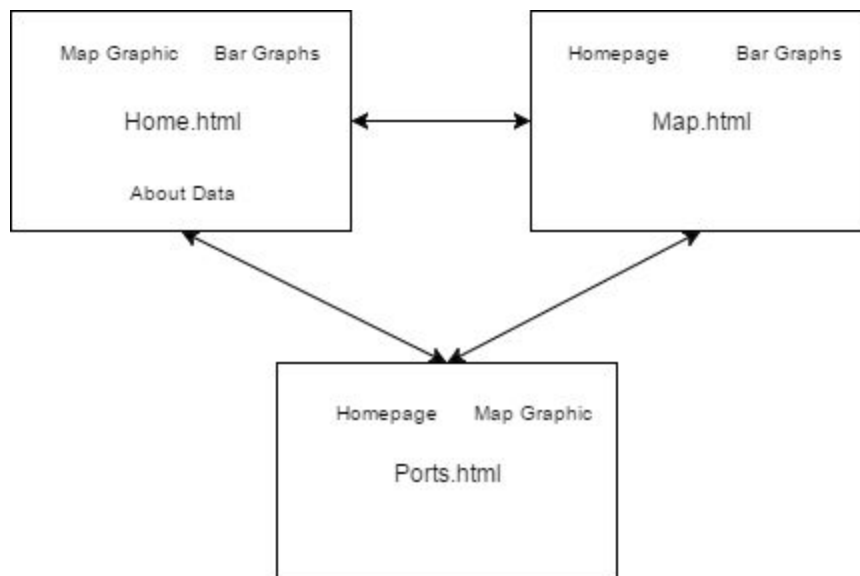 Map Graphic Bar Graphs
Home.html
About Data
Homepage Bar Graphs
Map.html
Homepage Map Graphic
Ports.html